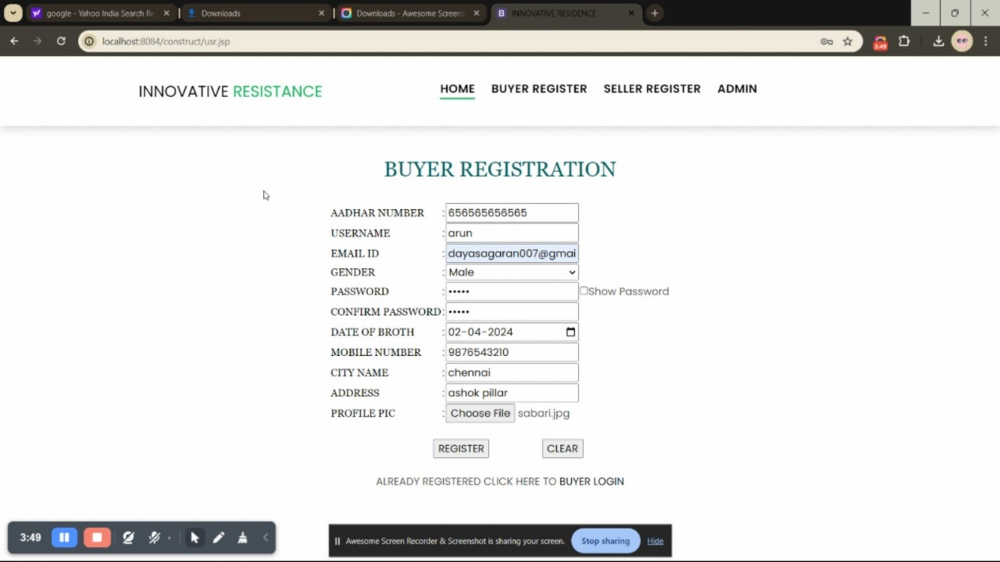 google - Yahoo India Search Re
Downloads
Downloads - Awesome Screens
INNOVATIVE RESIDENCE
localhost:8084/construct/usr.jsp
3:49
INNOVATIVE RESISTANCE
HOME
BUYER REGISTER
SELLER REGISTER
ADMIN
BUYER REGISTRATION
AADHAR NUMBER : 656565656565
USERNAME : arun
EMAIL ID : dayasagaran007@gmai
GENDER : Male
PASSWORD : ••••• Show Password
CONFIRM PASSWORD : •••••
DATE OF BROTH : 02-04-2024
MOBILE NUMBER : 9876543210
CITY NAME : chennai
ADDRESS : ashok pillar
PROFILE PIC : Choose File sabari.jpg
REGISTER
CLEAR
ALREADY REGISTERED CLICK HERE TO BUYER LOGIN
3:49
Awesome Screen Recorder & Screenshot is sharing your screen.
Stop sharing
Hide